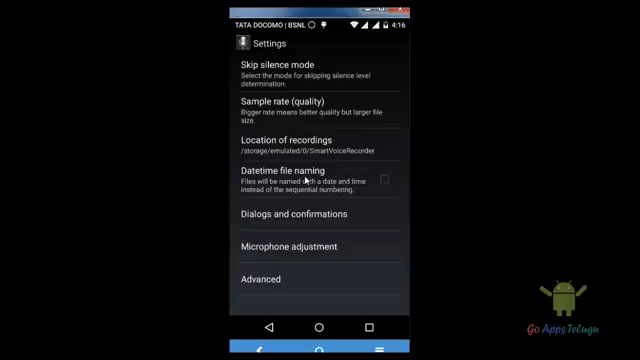 TATA DOCOMO | BSNL 4:16
Settings
Skip silence mode
Select the mode for skipping silence level
determination.
Sample rate (quality)
Bigger rate means better quality but larger file
size.
Location of recordings
/storage/emulated/0/SmartVoiceRecorder
Datetime file naming
Files will be named with a date and time
instead of the sequential numbering.
Dialogs and confirmations
Microphone adjustment
Advanced
Go AppsTelugu